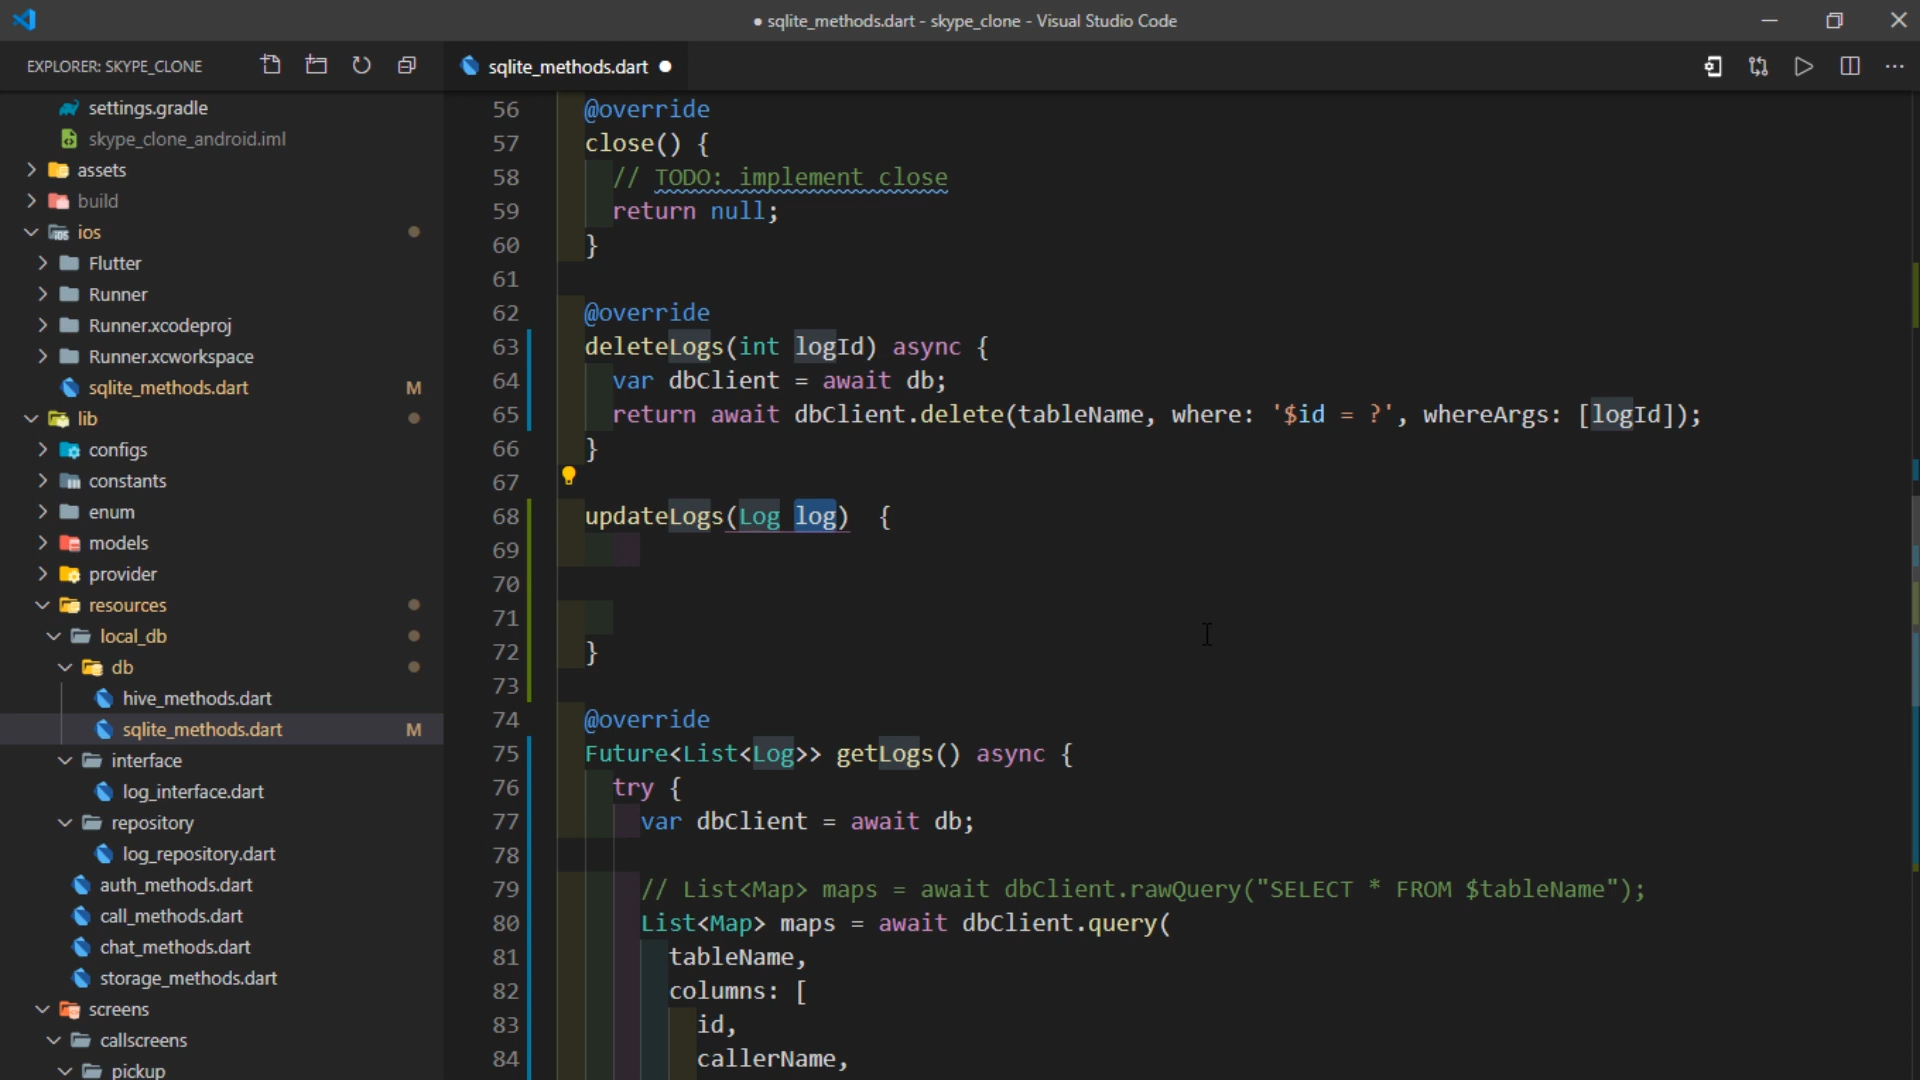 ● sqlite_methods.dart - skype_clone - Visual Studio Code
EXPLORER: SKYPE_CLONE
sqlite_methods.dart ●
settings.gradle
skype_clone_android.iml
assets
build
ios
Flutter
Runner
Runner.xcodeproj
Runner.xcworkspace
sqlite_methods.dart M
lib
configs
constants
enum
models
provider
resources
local_db
db
hive_methods.dart
sqlite_methods.dart M
interface
log_interface.dart
repository
log_repository.dart
auth_methods.dart
call_methods.dart
chat_methods.dart
storage_methods.dart
screens
callscreens
pickup
56 @override
57 close() {
58 // TODO: implement close
59 return null;
60 }
61
62 @override
63 deleteLogs(int logId) async {
64 var dbClient = await db;
65 return await dbClient.delete(tableName, where: '$id = ?', whereArgs: [logId]);
66 }
67
68 updateLogs(Log log)  {
69
70
71
72 }
73
74 @override
75 Future<List<Log>> getLogs() async {
76 try {
77 var dbClient = await db;
78
79 // List<Map> maps = await dbClient.rawQuery("SELECT * FROM $tableName");
80 List<Map> maps = await dbClient.query(
81 tableName,
82 columns: [
83 id,
84 callerName,